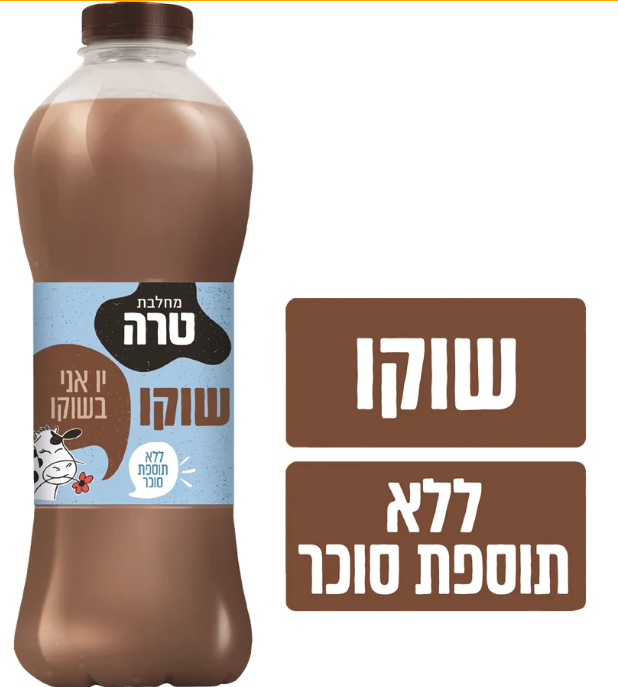 מחלבת
טרה
יו אני
בשוקו
שוקו
ללא
תוספת
סוכר
שוקו
ללא
תוספת סוכר